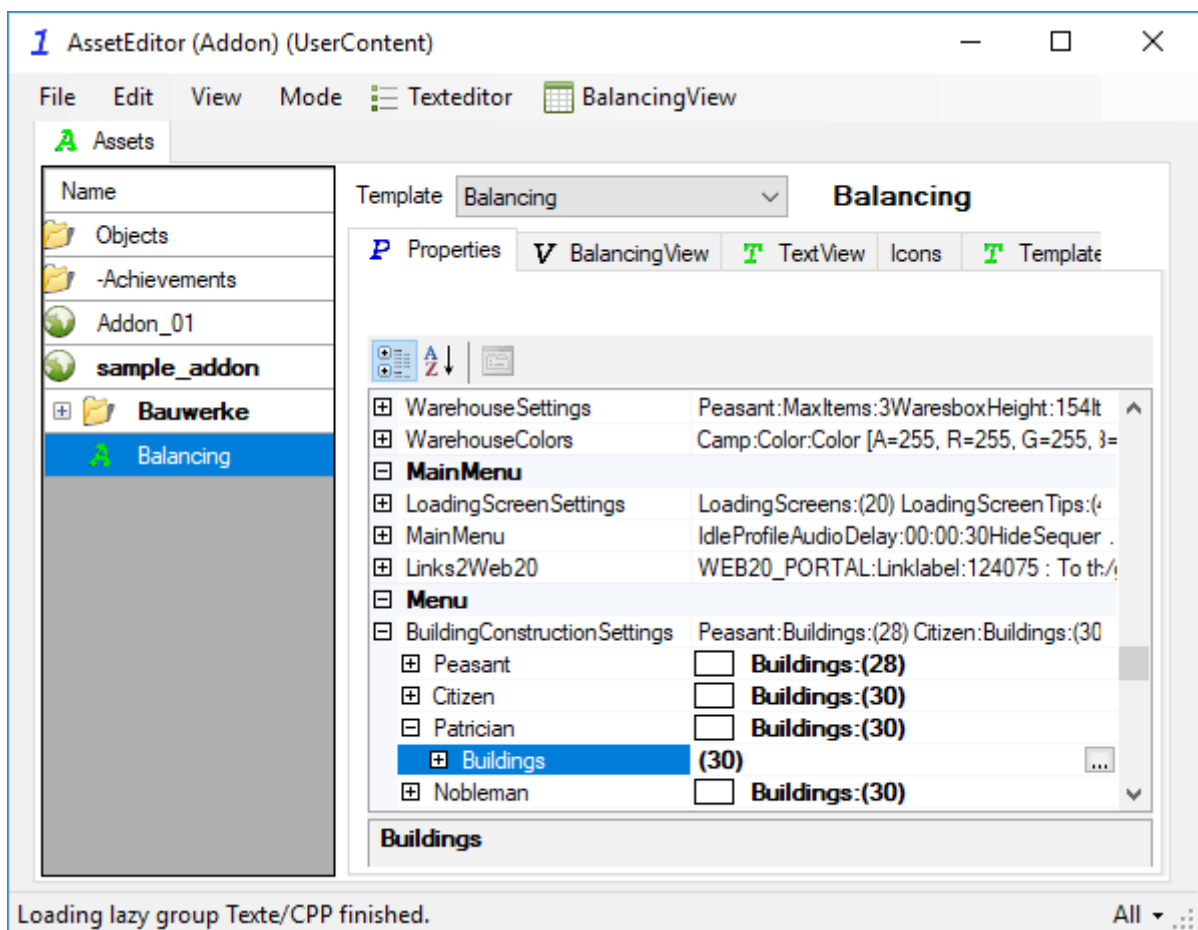 1 AssetEditor (Addon) (UserContent)
File Edit View Mode Texteditor BalancingView
A Assets
Name
Objects
-Achievements
Addon_01
sample_addon
Bauwerke
A Balancing
Template Balancing Balancing
P Properties V BalancingView T TextView Icons T Template
A Z
WarehouseSettings Peasant:MaxItems:3WaresboxHeight:154It
WarehouseColors Camp:Color:Color [A=255, R=255, G=255, B=
MainMenu
LoadingScreenSettings LoadingScreens:(20) LoadingScreenTips:(
MainMenu IdleProfileAudioDelay:00:00:30HideSequer .
Links2Web20 WEB20_PORTAL:Linklabel:124075 : To th/
Menu
BuildingConstructionSettings Peasant:Buildings:(28) Citizen:Buildings:(30
Peasant Buildings:(28)
Citizen Buildings:(30)
Patrician Buildings:(30)
Buildings (30) ...
Nobleman Buildings:(30)
Buildings
Loading lazy group Texte/CPP finished. All